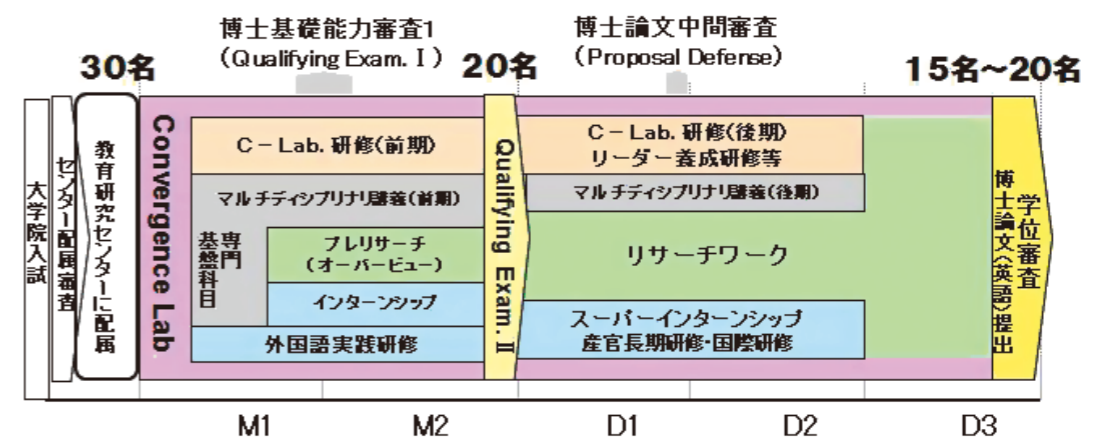 博士基礎能力審査1
(Qualifying Exam. I)
博士論文中間審査
(Proposal Defense)
30名
20名
15名～20名
大学院入試
センター配属審査
教育研究センターに配属
Convergence Lab.
C－Lab. 研修(前期)
マルチディシプリナリ講義(前期)
専門
基盤科目
プレリサーチ
(オーバービュー)
インターンシップ
外国語実践研修
Qualifying Exam. Ⅱ
C－Lab. 研修(後期)
リーダー養成研修等
マルチディシプリナリ講義(後期)
リサーチワーク
スーパーインターンシップ
産官長期研修・国際研修
学位審査
博士論文(英語)提出
M1
M2
D1
D2
D3